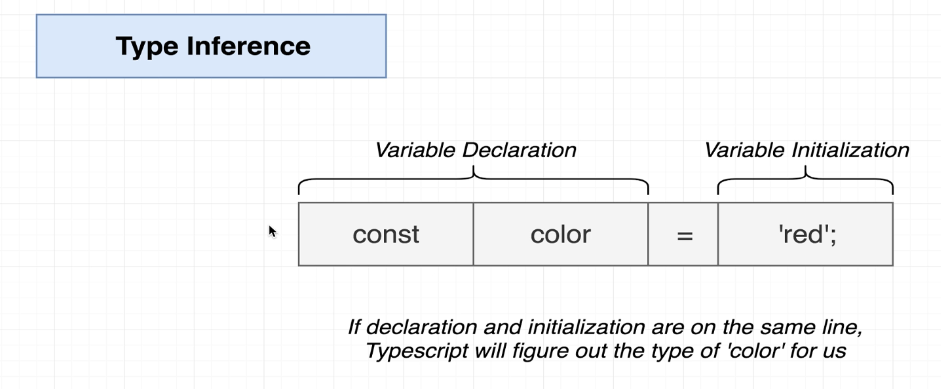 Type Inference
Variable Declaration
Variable Initialization
const color = 'red';
If declaration and initialization are on the same line,
Typescript will figure out the type of 'color' for us